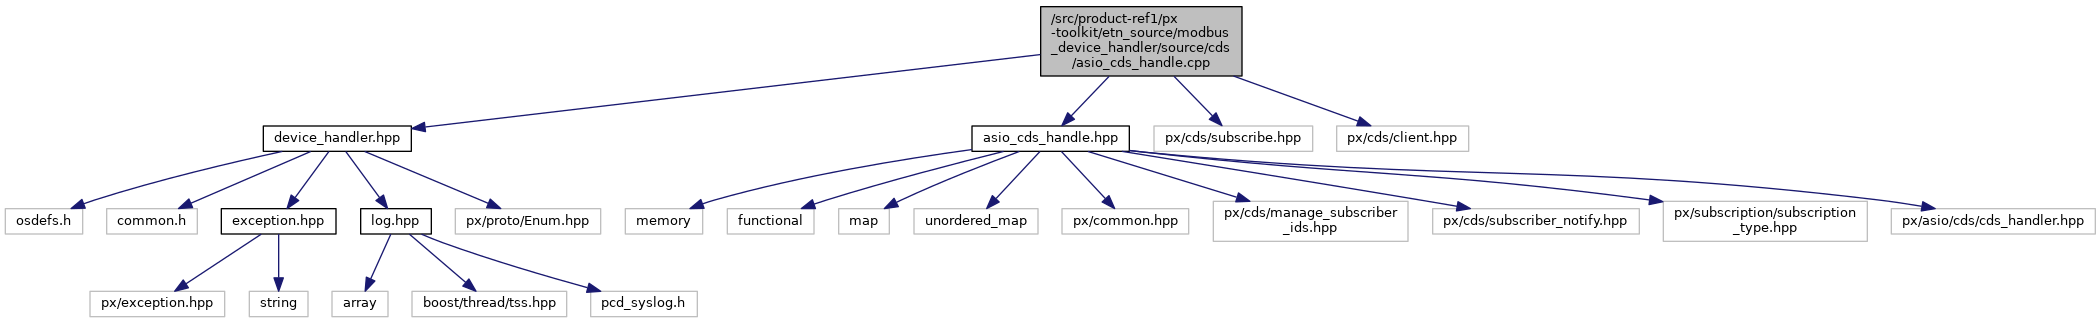 /src/product-ref1/px
-toolkit/etn_source/modbus
_device_handler/source/cds
/asio_cds_handle.cpp
device_handler.hpp
asio_cds_handle.hpp
px/cds/subscribe.hpp
px/cds/client.hpp
osdefs.h
common.h
exception.hpp
log.hpp
px/proto/Enum.hpp
memory
functional
map
unordered_map
px/common.hpp
px/cds/manage_subscriber
_ids.hpp
px/cds/subscriber_notify.hpp
px/subscription/subscription
_type.hpp
px/asio/cds/cds_handler.hpp
px/exception.hpp
string
array
boost/thread/tss.hpp
pcd_syslog.h